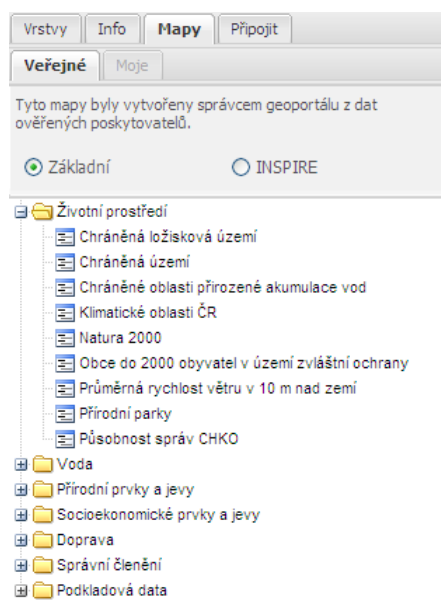 Vrstvy Info Mapy Připojit
Veřejné Moje
Tyto mapy byly vytvořeny správcem geoportálu z dat
ověřených poskytovatelů.
Základní INSPIRE
Životní prostředí
Chráněná ložisková území
Chráněná území
Chráněné oblasti přirozené akumulace vod
Klimatické oblasti ČR
Natura 2000
Obce do 2000 obyvatel v území zvláštní ochrany
Průměrná rychlost větru v 10 m nad zemí
Přírodní parky
Působnost správ CHKO
Voda
Přírodní prvky a jevy
Socioekonomické prvky a jevy
Doprava
Správní členění
Podkladová data